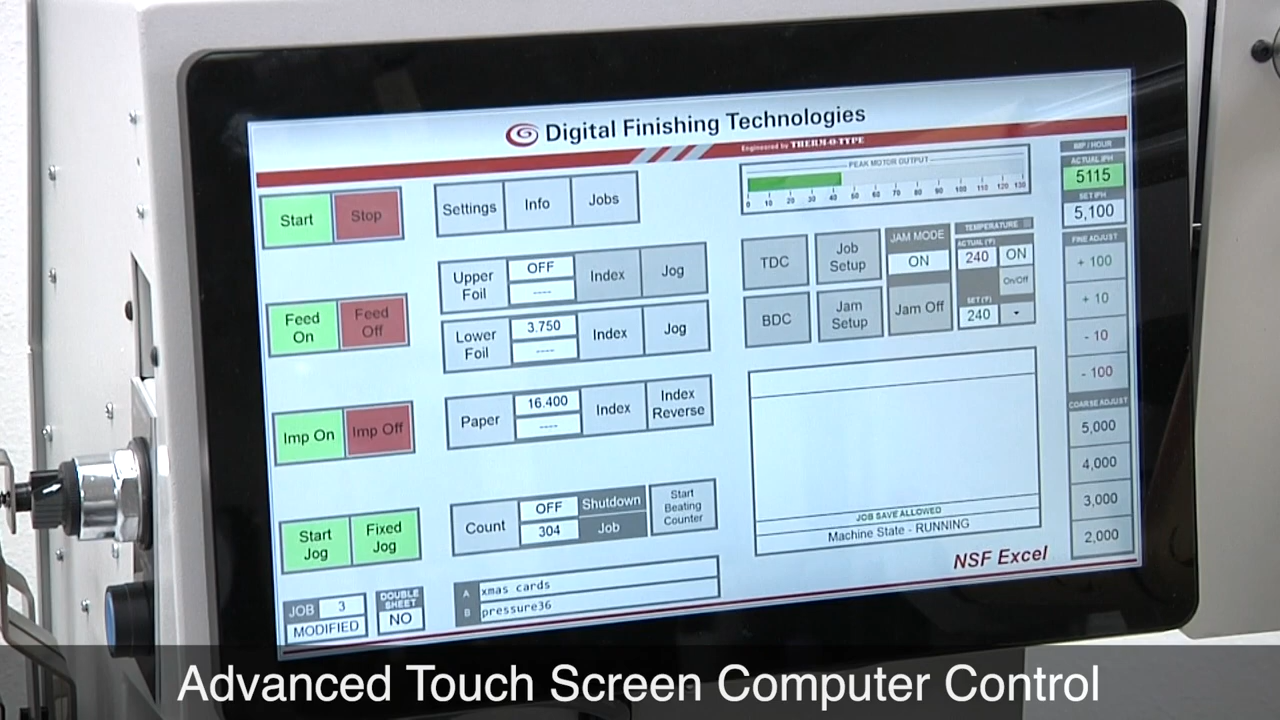 Digital Finishing Technologies
Engineered by THERM-O-TYPE
Start Stop
Settings Info Jobs
PEAK MOTOR OUTPUT
0 10 20 30 40 50 60 70 80 90 100 110 120 130
IMP / HOUR
ACTUAL IPH
5115
SET IPH
5,100
Feed On
Feed Off
Upper Foil
OFF
----
Index Jog
Lower Foil
3.750
----
Index Jog
TDC
Job Setup
JAM MODE
ON
BDC
Jam Setup
Jam Off
TEMPERATURE
ACTUAL (°F)
240 ON
On/Off
SET (°F)
240 -
FINE ADJUST
+ 100
+ 10
- 10
- 100
Imp On Imp Off
Paper
16.400
----
Index
Index Reverse
COARSE ADJUST
5,000
4,000
3,000
2,000
Start Jog
Fixed Jog
Count
OFF
304
Shutdown
Job
Start Beating Counter
JOB SAVE ALLOWED
Machine State - RUNNING
NSF Excel
JOB 3
MODIFIED
DOUBLE SHEET
NO
A xmas cards
B pressure36
Advanced Touch Screen Computer Control